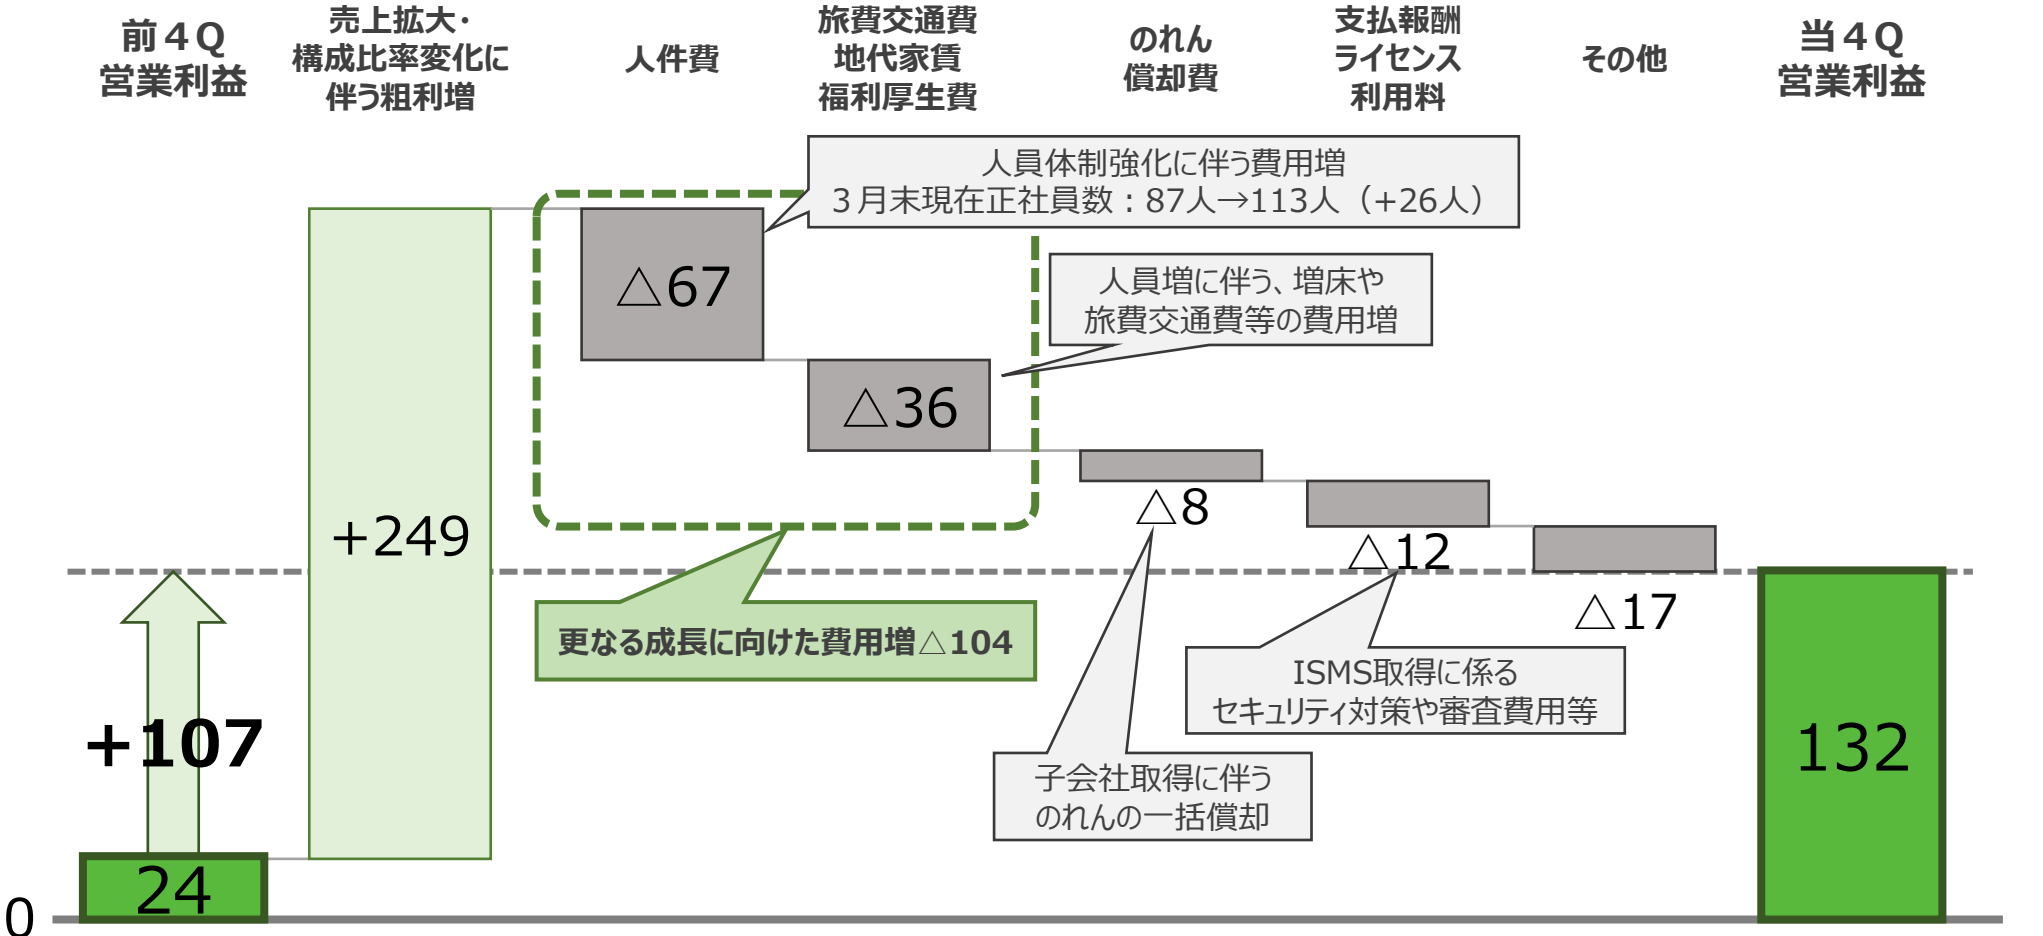 前４Ｑ
営業利益
売上拡大・
構成比率変化に
伴う粗利増
人件費
旅費交通費
地代家賃
福利厚生費
のれん
償却費
支払報酬
ライセンス
利用料
その他
当４Ｑ
営業利益
人員体制強化に伴う費用増
３月末現在正社員数：87人→113人（+26人）
△67
人員増に伴う、増床や
旅費交通費等の費用増
△36
+249
△8
△12
△17
更なる成長に向けた費用増△104
ISMS取得に係る
セキュリティ対策や審査費用等
子会社取得に伴う
のれんの一括償却
+107
132
24
0